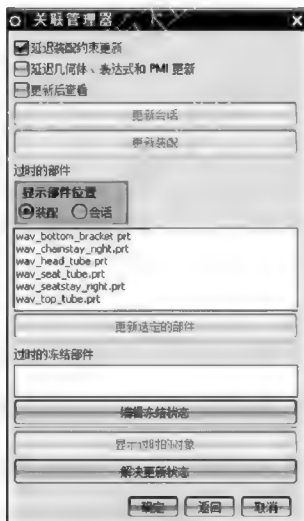 关联管理器
延迟装配约束更新
延迟几何体、表达式和 PMI 更新
更新后查看
更新会话
更新装配
过时的部件
显示部件位置
装配 会话
wav_bottom_bracket.prt
wav_chainstay_right.prt
wav_head_tube.prt
wav_seat_tube.prt
wav_seatstay_right.prt
wav_top_tube.prt
更新选定的部件
过时的冻结部件
编辑冻结状态
显示过时的对象
解决更新状态
确定 返回 取消